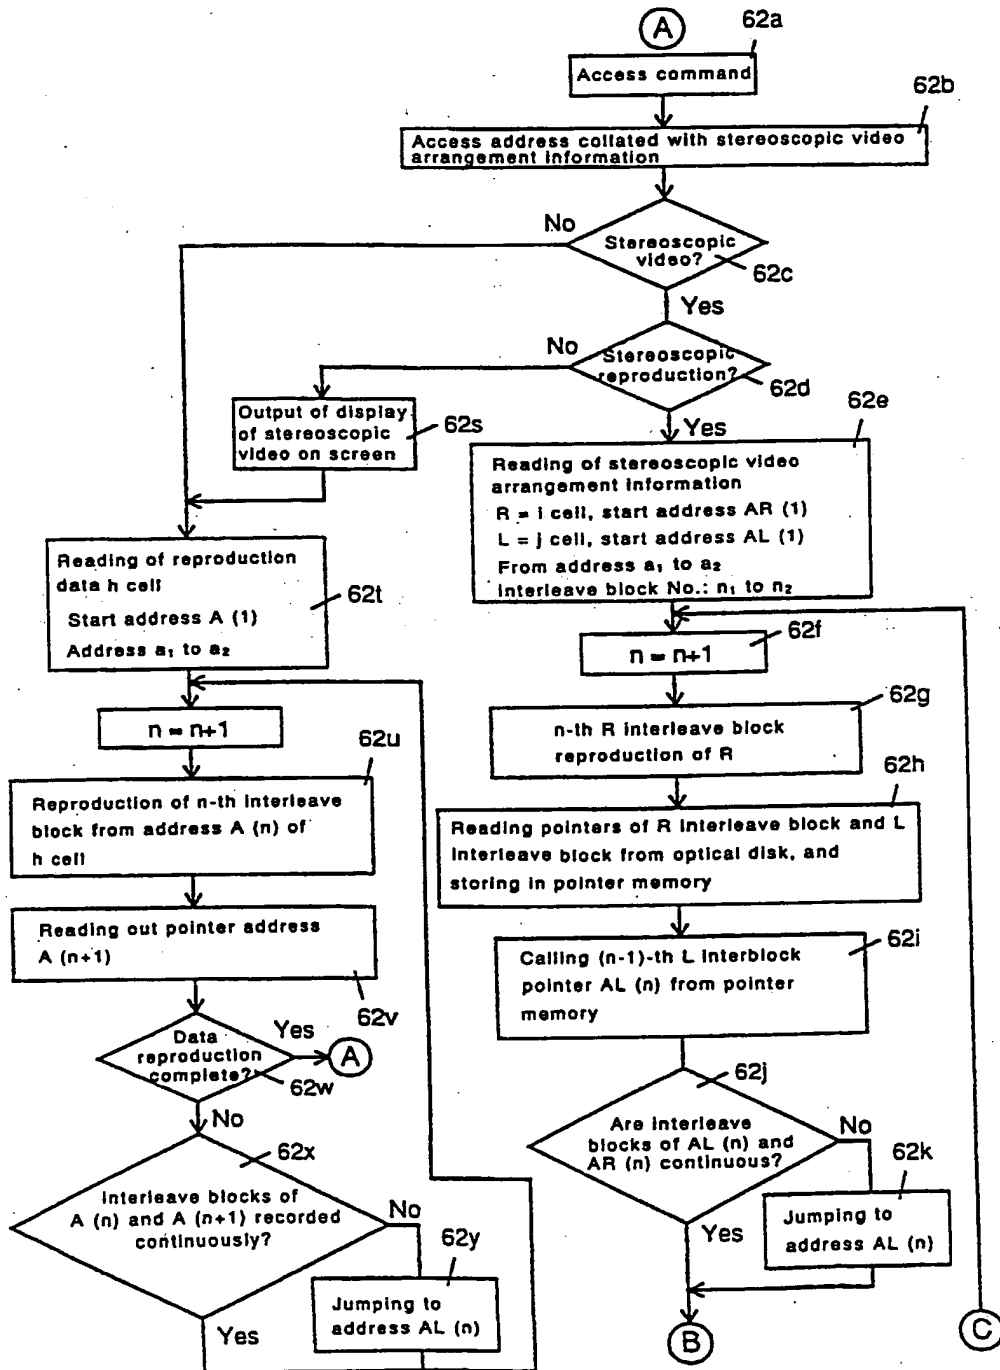 A
62a
Access command
62b
Access address collated with stereoscopic video
arrangement information
No
Stereoscopic
video?
62c
Yes
No
Stereoscopic
reproduction?
62d
Output of display
of stereoscopic
video on screen
62s
Yes
62e
Reading of stereoscopic video
arrangement information
R = i cell, start address AR (1)
L = j cell, start address AL (1)
From address a₁ to a₂
Interleave block No.: n₁ to n₂
Reading of reproduction
data h cell
Start address A (1)
Address a₁ to a₂
62t
62f
n = n+1
n = n+1
62g
n-th R interleave block
reproduction of R
62u
Reproduction of n-th interleave
block from address A (n) of
h cell
62h
Reading pointers of R interleave block and L
interleave block from optical disk, and
storing in pointer memory
Reading out pointer address
A (n+1)
62v
62i
Calling (n-1)-th L interblock
pointer AL (n) from pointer
memory
Data
reproduction
complete?
62w
Yes
A
No
62j
Are interleave
blocks of AL (n) and
AR (n) continuous?
No
62k
Jumping to
address AL (n)
Yes
62x
Interleave blocks of
A (n) and A (n+1) recorded
continuously?
No
62y
Jumping to
address AL (n)
Yes
B
C